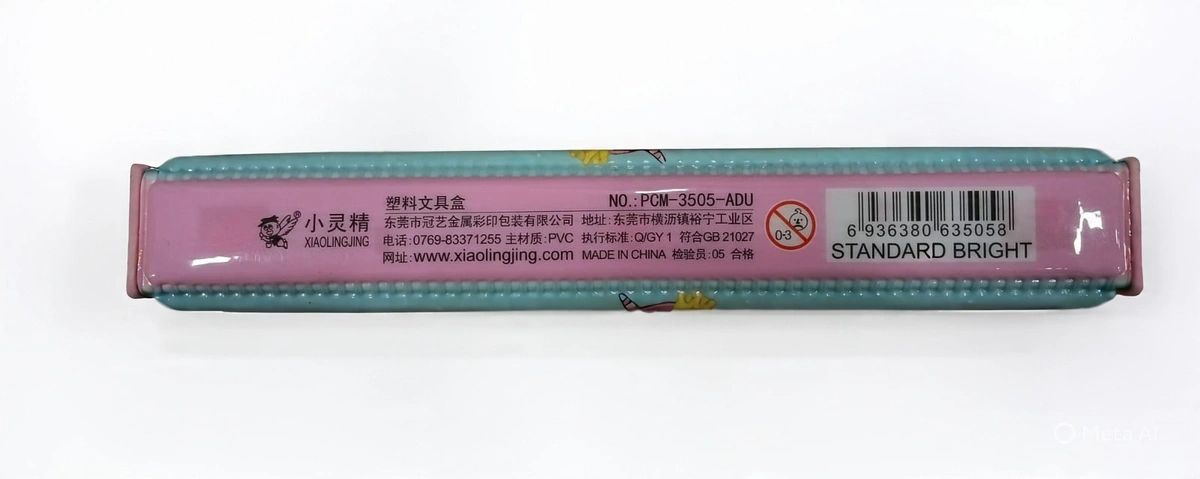 小灵精®
XIAOLINGJING
塑料文具盒 NO.:PCM-3505-ADU
东莞市冠艺金属彩印包装有限公司 地址:东莞市横沥镇裕宁工业区
电话:0769-83371255 主材质:PVC 执行标准:Q/GY 1 符合GB 21027
网址:www.xiaolingjing.com MADE IN CHINA 检验员:05 合格
0-3
6 936380 635058
STANDARD BRIGHT
Meta AI